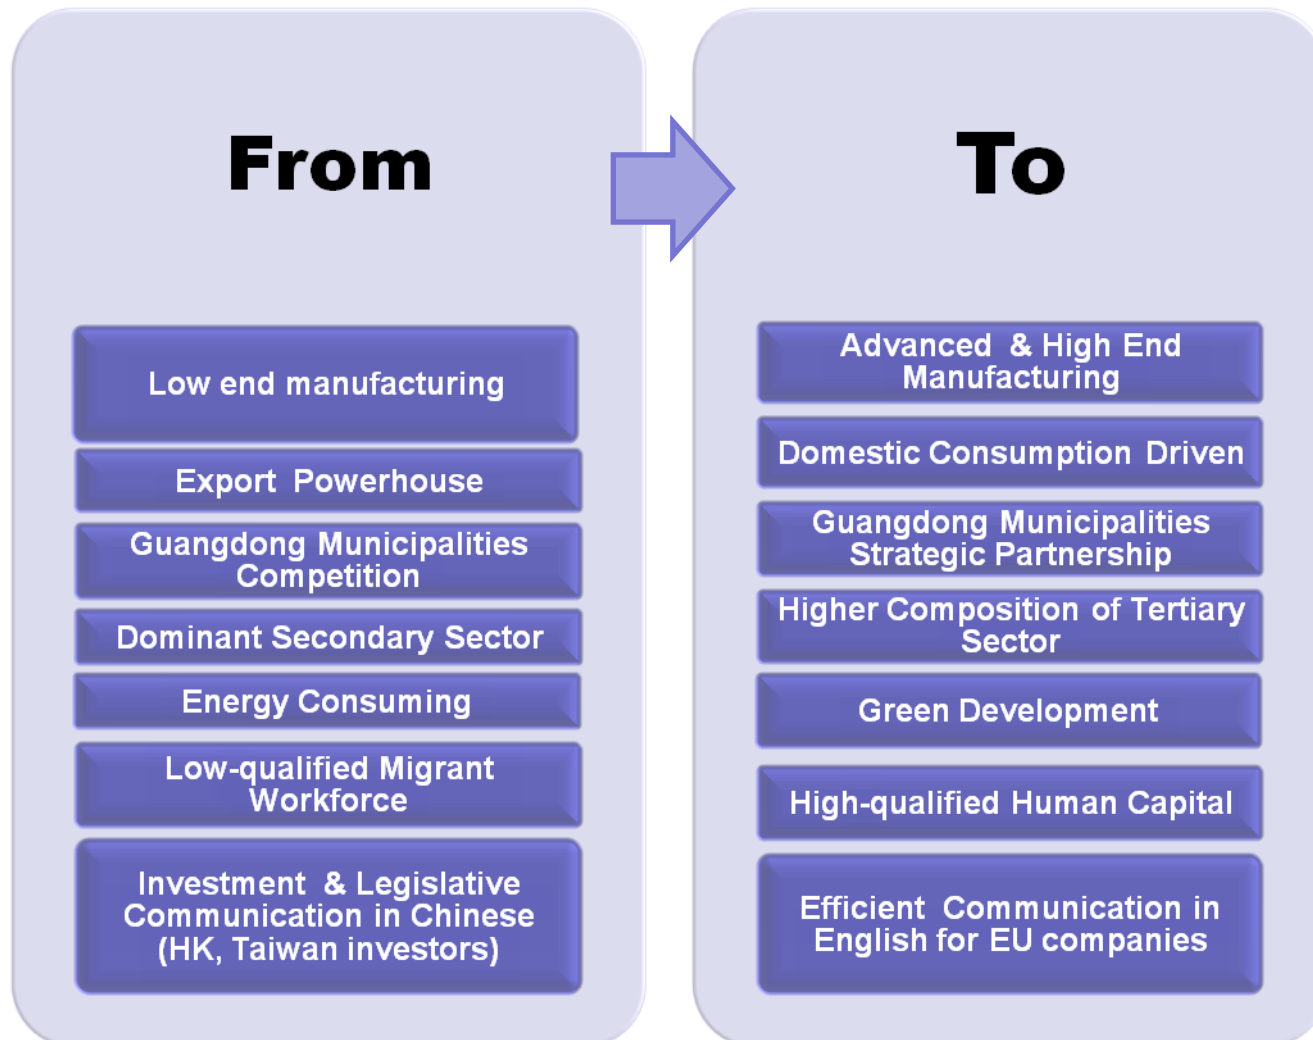 From
Low end manufacturing
Export Powerhouse
Guangdong Municipalities
Competition
Dominant Secondary Sector
Energy Consuming
Low-qualified Migrant
Workforce
Investment & Legislative
Communication in Chinese
(HK, Taiwan investors)
To
Advanced & High End
Manufacturing
Domestic Consumption Driven
Guangdong Municipalities
Strategic Partnership
Higher Composition of Tertiary
Sector
Green Development
High-qualified Human Capital
Efficient Communication in
English for EU companies